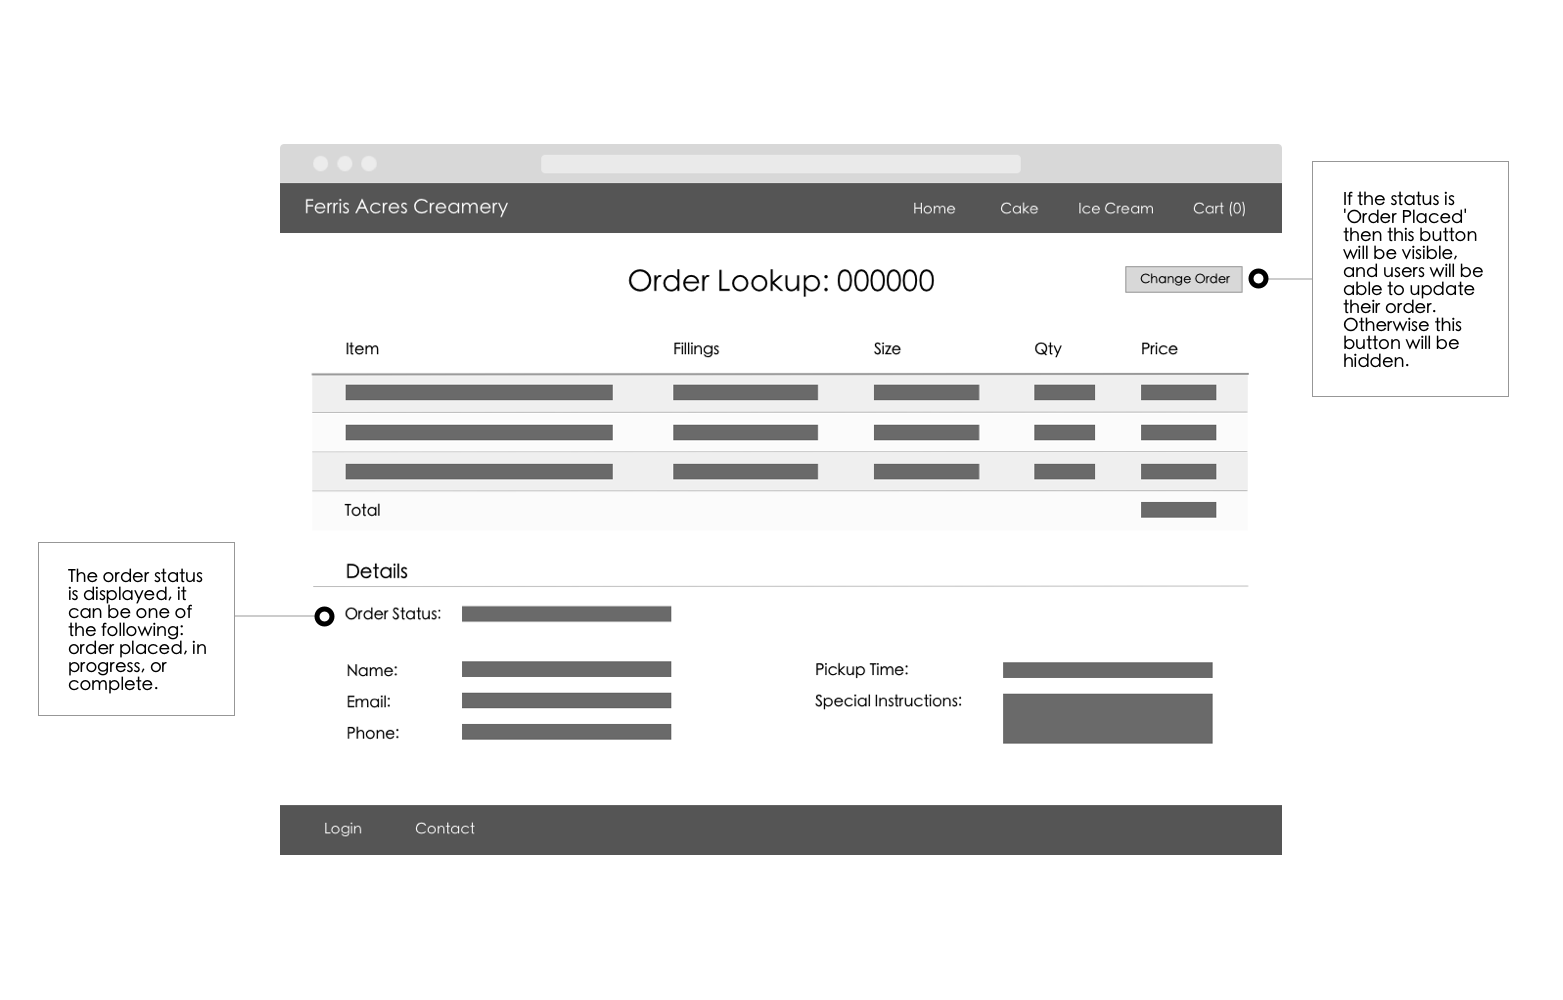 Ferris Acres Creamery
Home
Cake
Ice Cream
Cart (0)
Order Lookup: 000000
Change Order
If the status is
'Order Placed'
then this button
will be visible,
and users will be
able to update
their order.
Otherwise this
button will be
hidden.
Item
Fillings
Size
Qty
Price
Total
Details
The order status
is displayed, it
can be one of
the following:
order placed, in
progress, or
complete.
Order Status:
Name:
Email:
Phone:
Pickup Time:
Special Instructions:
Login
Contact